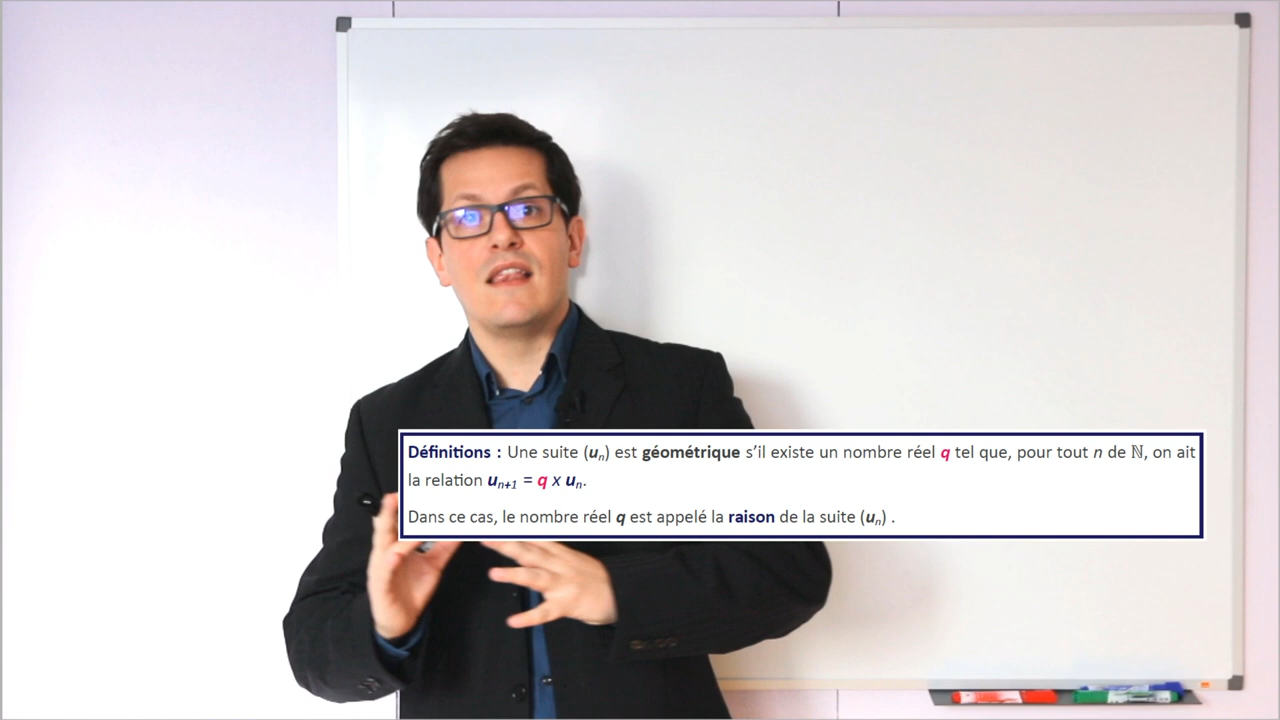 Définitions : Une suite (uₙ) est géométrique s’il existe un nombre réel q tel que, pour tout n de ℕ, on ait
la relation uₙ₊₁ = q x uₙ.
Dans ce cas, le nombre réel q est appelé la raison de la suite (uₙ) .